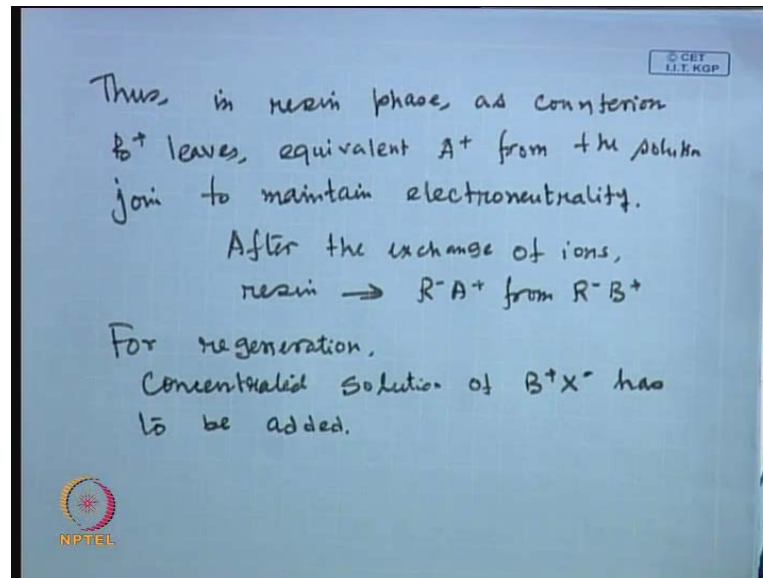 © CET
I.I.T. KGP
Thus, in resin phase, as counterion
B⁺ leaves, equivalent A⁺ from the solutn
join to maintain electroneutrality.
After the exchange of ions,
resin → R⁻A⁺ from R⁻B⁺
For regeneration,
Concentrated solution of B⁺X⁻ has
to be added.
NPTEL